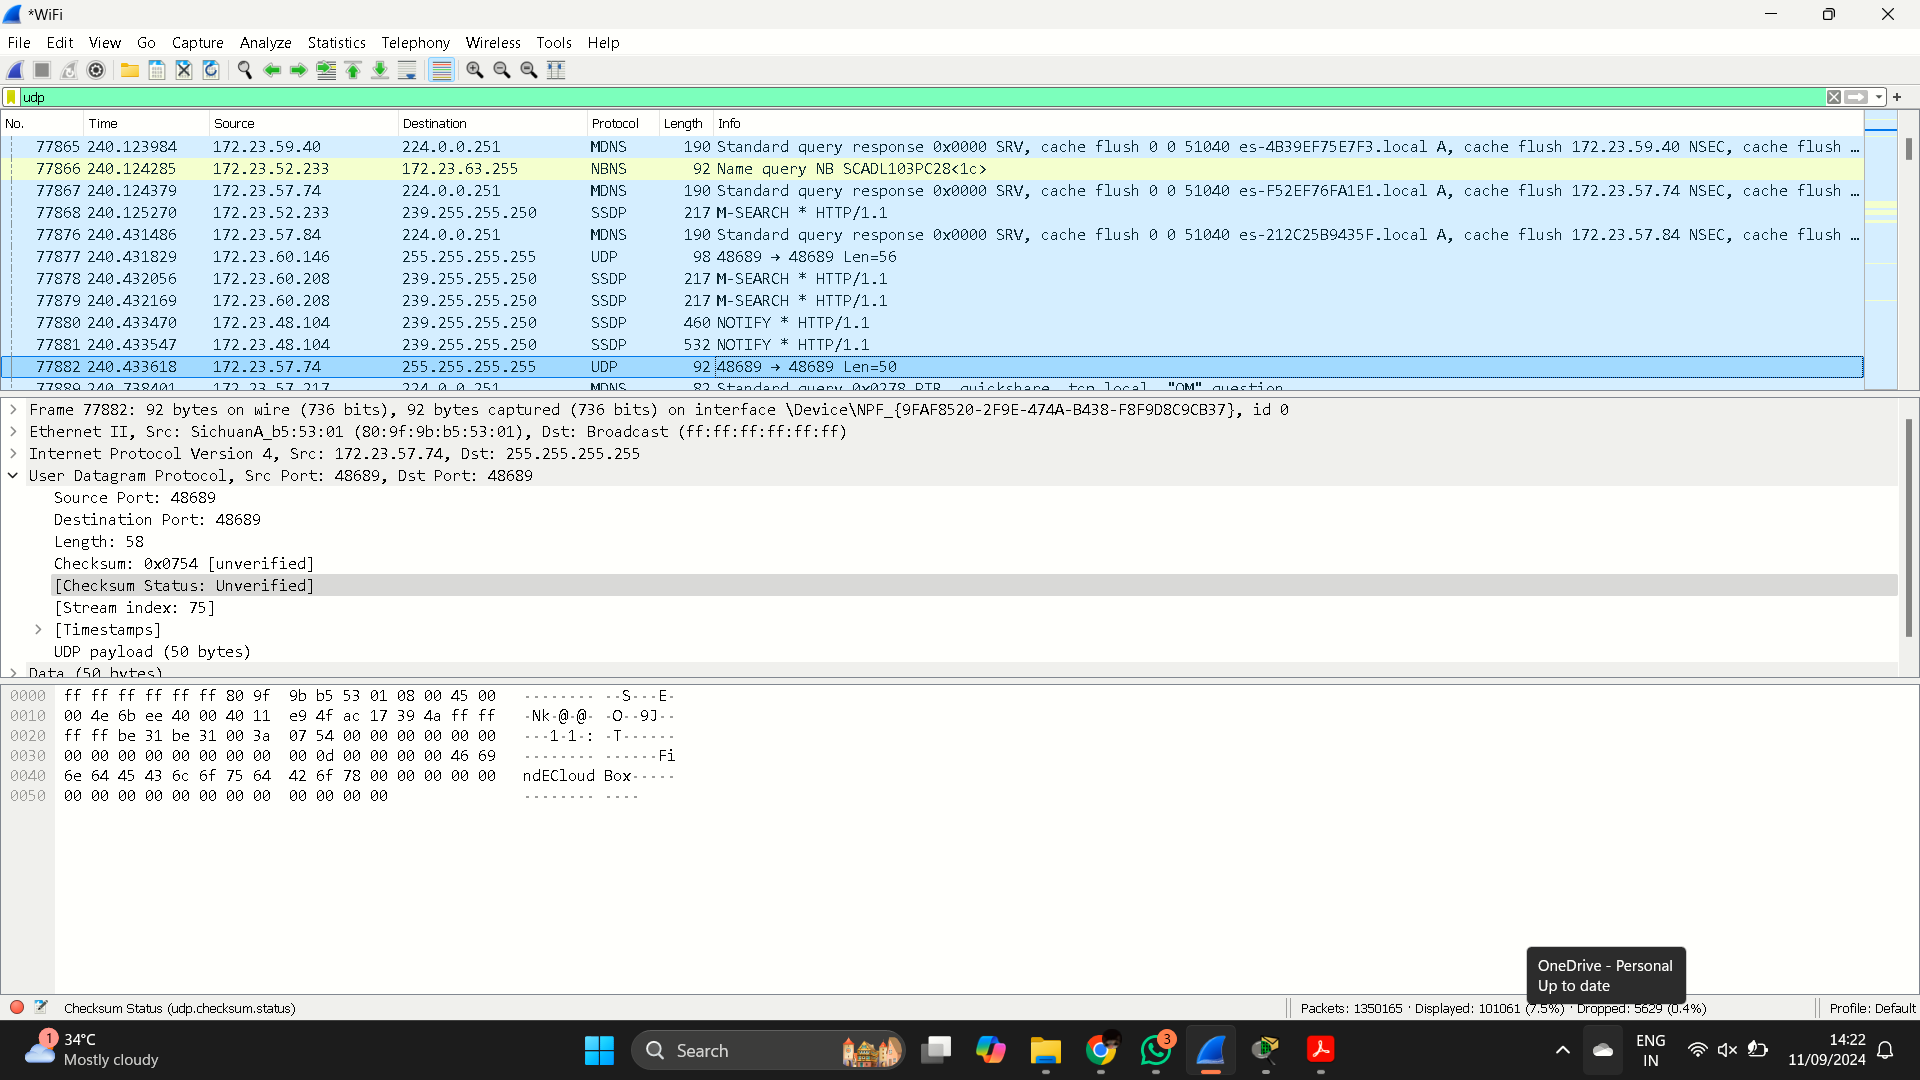 *WiFi
File Edit View Go Capture Analyze Statistics Telephony Wireless Tools Help
udp
No. Time Source Destination Protocol Length Info
77865 240.123984 172.23.59.40 224.0.0.251 MDNS 190 Standard query response 0x0000 SRV, cache flush 0 0 51040 es-4B39EF75E7F3.local A, cache flush 172.23.59.40 NSEC, cache flush …
77866 240.124285 172.23.52.233 172.23.63.255 NBNS 92 Name query NB SCADL103PC28<1c>
77867 240.124379 172.23.57.74 224.0.0.251 MDNS 190 Standard query response 0x0000 SRV, cache flush 0 0 51040 es-F52EF76FA1E1.local A, cache flush 172.23.57.74 NSEC, cache flush …
77868 240.125270 172.23.52.233 239.255.255.250 SSDP 217 M-SEARCH * HTTP/1.1
77876 240.431486 172.23.57.84 224.0.0.251 MDNS 190 Standard query response 0x0000 SRV, cache flush 0 0 51040 es-212C25B9435F.local A, cache flush 172.23.57.84 NSEC, cache flush …
77877 240.431829 172.23.60.146 255.255.255.255 UDP 98 48689 → 48689 Len=56
77878 240.432056 172.23.60.208 239.255.255.250 SSDP 217 M-SEARCH * HTTP/1.1
77879 240.432169 172.23.60.208 239.255.255.250 SSDP 217 M-SEARCH * HTTP/1.1
77880 240.433470 172.23.48.104 239.255.255.250 SSDP 460 NOTIFY * HTTP/1.1
77881 240.433547 172.23.48.104 239.255.255.250 SSDP 532 NOTIFY * HTTP/1.1
77882 240.433618 172.23.57.74 255.255.255.255 UDP 92 48689 → 48689 Len=50
77889 240.738401 172.23.57.217 224.0.0.251 MDNS 82 Standard query 0x0278 PTR _quickshare._tcp.local, "QM" question
Frame 77882: 92 bytes on wire (736 bits), 92 bytes captured (736 bits) on interface \Device\NPF_{9FAF8520-2F9E-474A-B438-F8F9D8C9CB37}, id 0
Ethernet II, Src: SichuanA_b5:53:01 (80:9f:9b:b5:53:01), Dst: Broadcast (ff:ff:ff:ff:ff:ff)
Internet Protocol Version 4, Src: 172.23.57.74, Dst: 255.255.255.255
User Datagram Protocol, Src Port: 48689, Dst Port: 48689
Source Port: 48689
Destination Port: 48689
Length: 58
Checksum: 0x0754 [unverified]
[Checksum Status: Unverified]
[Stream index: 75]
[Timestamps]
UDP payload (50 bytes)
Data (50 bytes)
0000 ff ff ff ff ff ff 80 9f 9b b5 53 01 08 00 45 00 ········ ··S···E·
0010 00 4e 6b ee 40 00 40 11 e9 4f ac 17 39 4a ff ff ·Nk·@·@· ·O··9J··
0020 ff ff be 31 be 31 00 3a 07 54 00 00 00 00 00 00 ···1·1·: ·T······
0030 00 00 00 00 00 00 00 00 00 0d 00 00 00 00 46 69 ········ ······Fi
0040 6e 64 45 43 6c 6f 75 64 42 6f 78 00 00 00 00 00 ndECloud Box·····
0050 00 00 00 00 00 00 00 00 00 00 00 00 ········ ····
OneDrive - Personal
Up to date
Checksum Status (udp.checksum.status) Packets: 1350165 · Displayed: 101061 (7.5%) · Dropped: 5629 (0.4%) Profile: Default
1 34°C
Mostly cloudy
Search
3
ENG
IN
14:22
11/09/2024